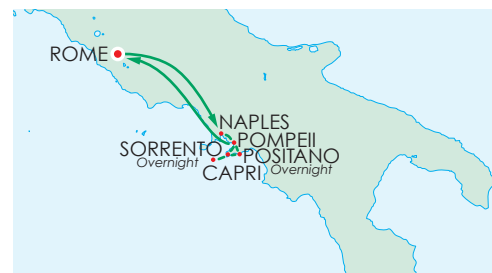 ROME
NAPLES
POMPEII
SORRENTO
Overnight
POSITANO
Overnight
CAPRI